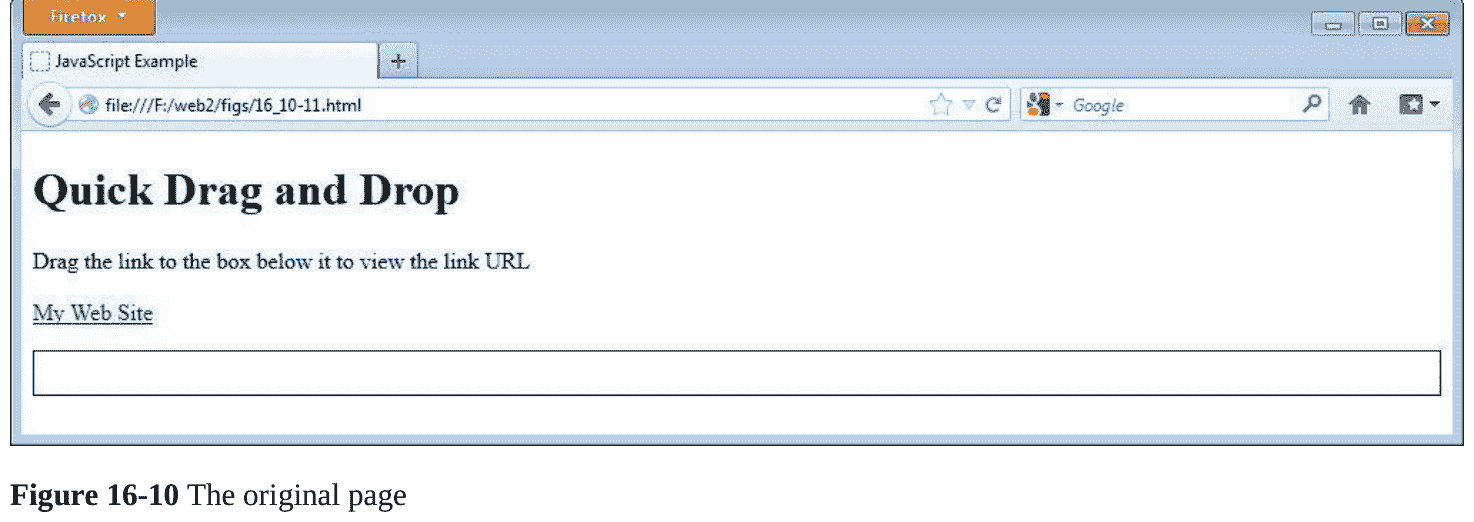 Firefox
JavaScript Example
file:///F:/web2/figs/16_10-11.html
Google
Quick Drag and Drop
Drag the link to the box below it to view the link URL
My Web Site
Figure 16-10 The original page